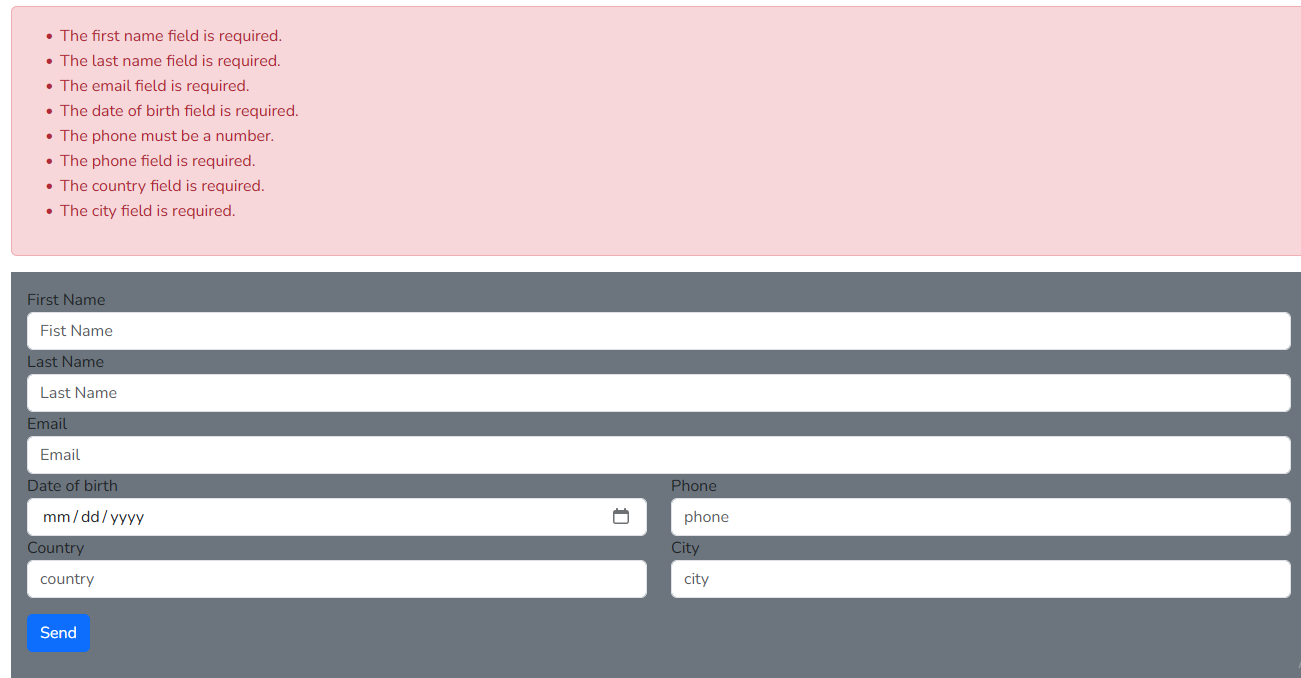 The first name field is required.
The last name field is required.
The email field is required.
The date of birth field is required.
The phone must be a number.
The phone field is required.
The country field is required.
The city field is required.
First Name
Fist Name
Last Name
Last Name
Email
Email
Date of birth
Phone
mm/dd/yyyy
phone
Country
City
country
city
Send